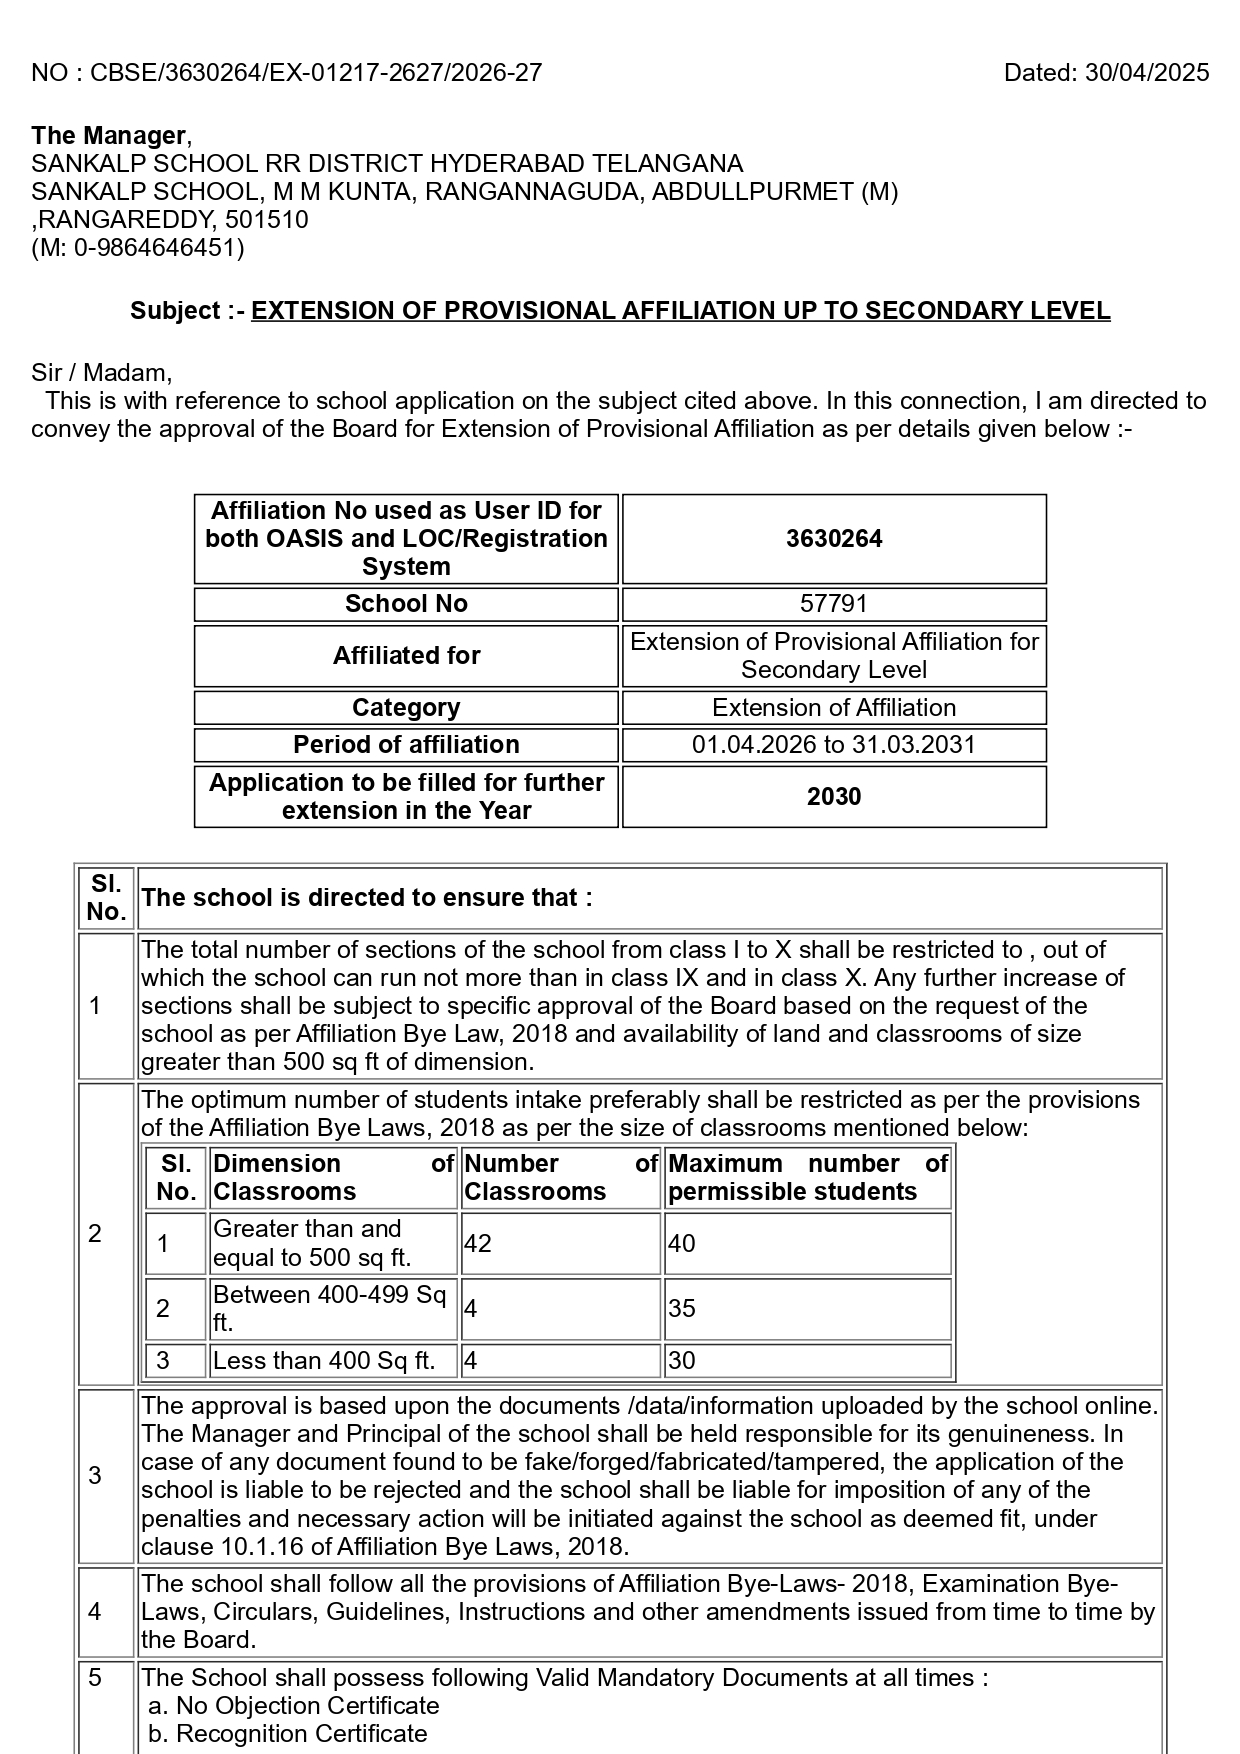 NO : CBSE/3630264/EX-01217-2627/2026-27 Dated: 30/04/2025
The Manager,
SANKALP SCHOOL RR DISTRICT HYDERABAD TELANGANA
SANKALP SCHOOL, M M KUNTA, RANGANNAGUDA, ABDULLPURMET (M)
,RANGAREDDY, 501510
(M: 0-9864646451)
Subject :- EXTENSION OF PROVISIONAL AFFILIATION UP TO SECONDARY LEVEL
Sir / Madam,
This is with reference to school application on the subject cited above. In this connection, I am directed to
convey the approval of the Board for Extension of Provisional Affiliation as per details given below :-
Affiliation No used as User ID for
both OASIS and LOC/Registration
System
3630264
School No 57791
Affiliated for
Extension of Provisional Affiliation for
Secondary Level
Category Extension of Affiliation
Period of affiliation 01.04.2026 to 31.03.2031
Application to be filled for further
extension in the Year
2030
Sl.
No.
The school is directed to ensure that :
1
The total number of sections of the school from class I to X shall be restricted to , out of
which the school can run not more than in class IX and in class X. Any further increase of
sections shall be subject to specific approval of the Board based on the request of the
school as per Affiliation Bye Law, 2018 and availability of land and classrooms of size
greater than 500 sq ft of dimension.
2
The optimum number of students intake preferably shall be restricted as per the provisions
of the Affiliation Bye Laws, 2018 as per the size of classrooms mentioned below:
Sl.
No.
Dimension of
Classrooms
Number of
Classrooms
Maximum number of
permissible students
1
Greater than and
equal to 500 sq ft.
42
40
2
Between 400-499 Sq
ft.
4
35
3 Less than 400 Sq ft. 4 30
3
The approval is based upon the documents /data/information uploaded by the school online.
The Manager and Principal of the school shall be held responsible for its genuineness. In
case of any document found to be fake/forged/fabricated/tampered, the application of the
school is liable to be rejected and the school shall be liable for imposition of any of the
penalties and necessary action will be initiated against the school as deemed fit, under
clause 10.1.16 of Affiliation Bye Laws, 2018.
4
The school shall follow all the provisions of Affiliation Bye-Laws- 2018, Examination Bye-
Laws, Circulars, Guidelines, Instructions and other amendments issued from time to time by
the Board.
5 The School shall possess following Valid Mandatory Documents at all times :
a. No Objection Certificate
b. Recognition Certificate